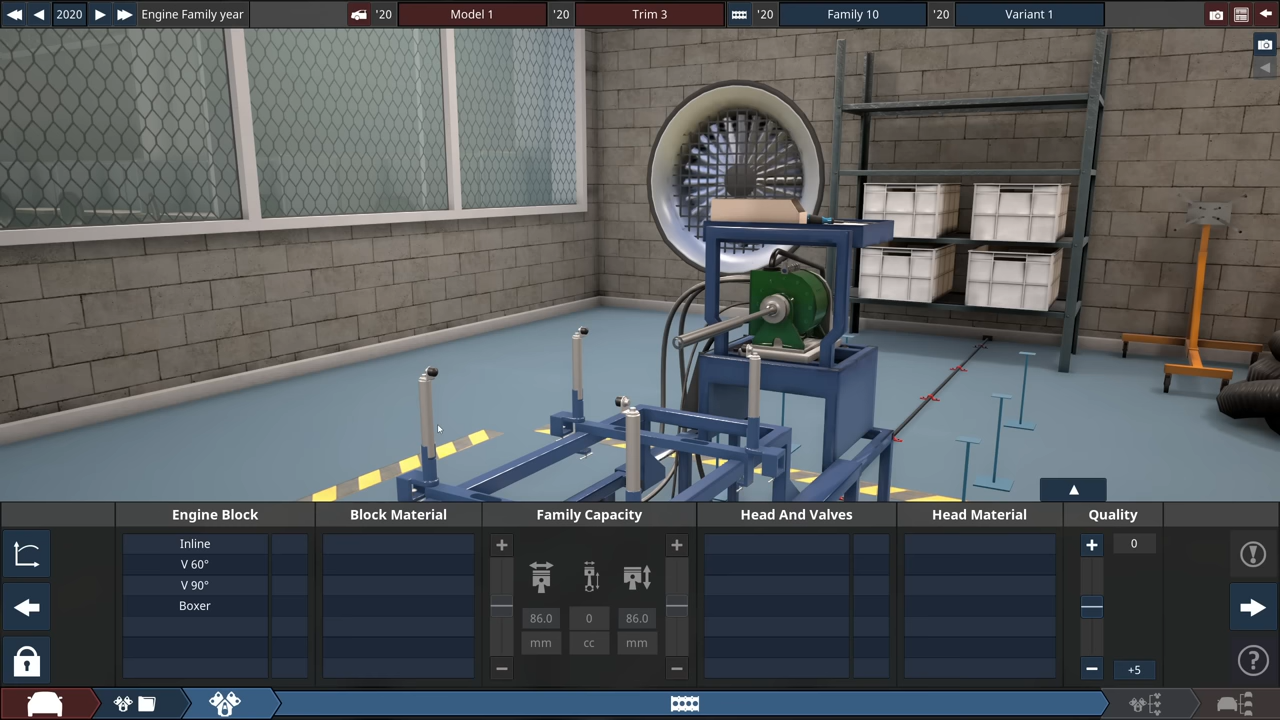 2020 Engine Family year '20 Model 1 '20 Trim 3 '20 Family 10 '20 Variant 1
Engine Block Block Material Family Capacity Head And Valves Head Material Quality
Inline
V 60°
V 90°
Boxer
+ + + 0
86.0 0 86.0
mm cc mm
- - - +5
?